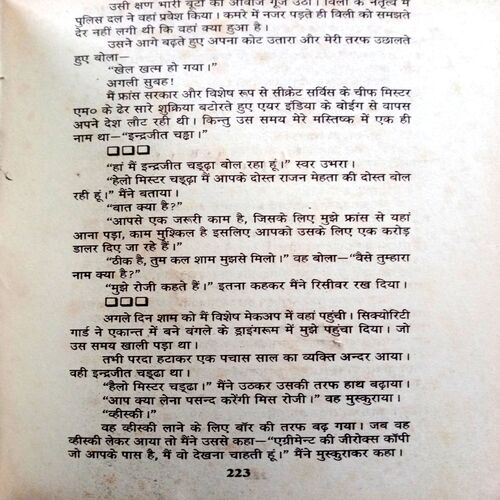 उसी क्षण भारी बूटों की आवाज गूंज उठी। विली के नेतृत्व में
पुलिस दल ने वहां प्रवेश किया। कमरे में नजर पड़ते ही विली को समझते
देर नहीं लगी थी कि वहां क्या हुआ है।
उसने आगे बढ़ते हुए अपना कोट उतारा और मेरी तरफ उछालते
हुए बोला—
“खेल खत्म हो गया।”
अगली सुबह!
मैं फ्रांस सरकार और विशेष रूप से सीक्रेट सर्विस के चीफ मिस्टर
एम० के ढेर सारे शुक्रिया बटोरते हुए एयर इंडिया के बोईंग से वापस
अपने देश लौट रही थी। किन्तु उस समय मेरे मस्तिष्क में एक ही
नाम था—“इन्द्रजीत चड्ढा।”
“हां मैं इन्द्रजीत चड्ढा बोल रहा हूं।” स्वर उभरा।
“हेलो मिस्टर चड्ढा मैं आपके दोस्त राजन मेहता की दोस्त बोल
रही हूं।” मैंने बताया।
“बात क्या है?”
“आपसे एक जरूरी काम है, जिसके लिए मुझे फ्रांस से यहां
आना पड़ा, काम मुश्किल है इसलिए आपको उसके लिए एक करोड़
डालर दिए जा रहे हैं।”
“ठीक है, तुम कल शाम मुझसे मिलो।” वह बोला—“वैसे तुम्हारा
नाम क्या है?”
“मुझे रोजी कहते हैं।” इतना कहकर मैंने रिसीवर रख दिया।
अगले दिन शाम को मैं विशेष मेकअप में वहां पहुंची। सिक्योरिटी
गार्ड ने एकान्त में बने बंगले के ड्राइंगरूम में मुझे पहुंचा दिया। जो
उस समय खाली पड़ा था।
तभी परदा हटाकर एक पचास साल का व्यक्ति अन्दर आया।
वही इन्द्रजीत चड्ढा था।
“हैलो मिस्टर चड्ढा।” मैंने उठकर उसकी तरफ हाथ बढ़ाया।
“आप क्या लेना पसन्द करेंगी मिस रोजी।” वह मुस्कुराया।
“व्हीस्की।”
वह व्हीस्की लाने के लिए बॉर की तरफ बढ़ गया। जब वह
व्हीस्की लेकर आया तो मैंने उससे कहा—“एग्रीमेन्ट की जीरोक्स कॉपी
जो आपके पास है, मैं वो देखना चाहती हूं।” मैंने मुस्कुराकर कहा।
223